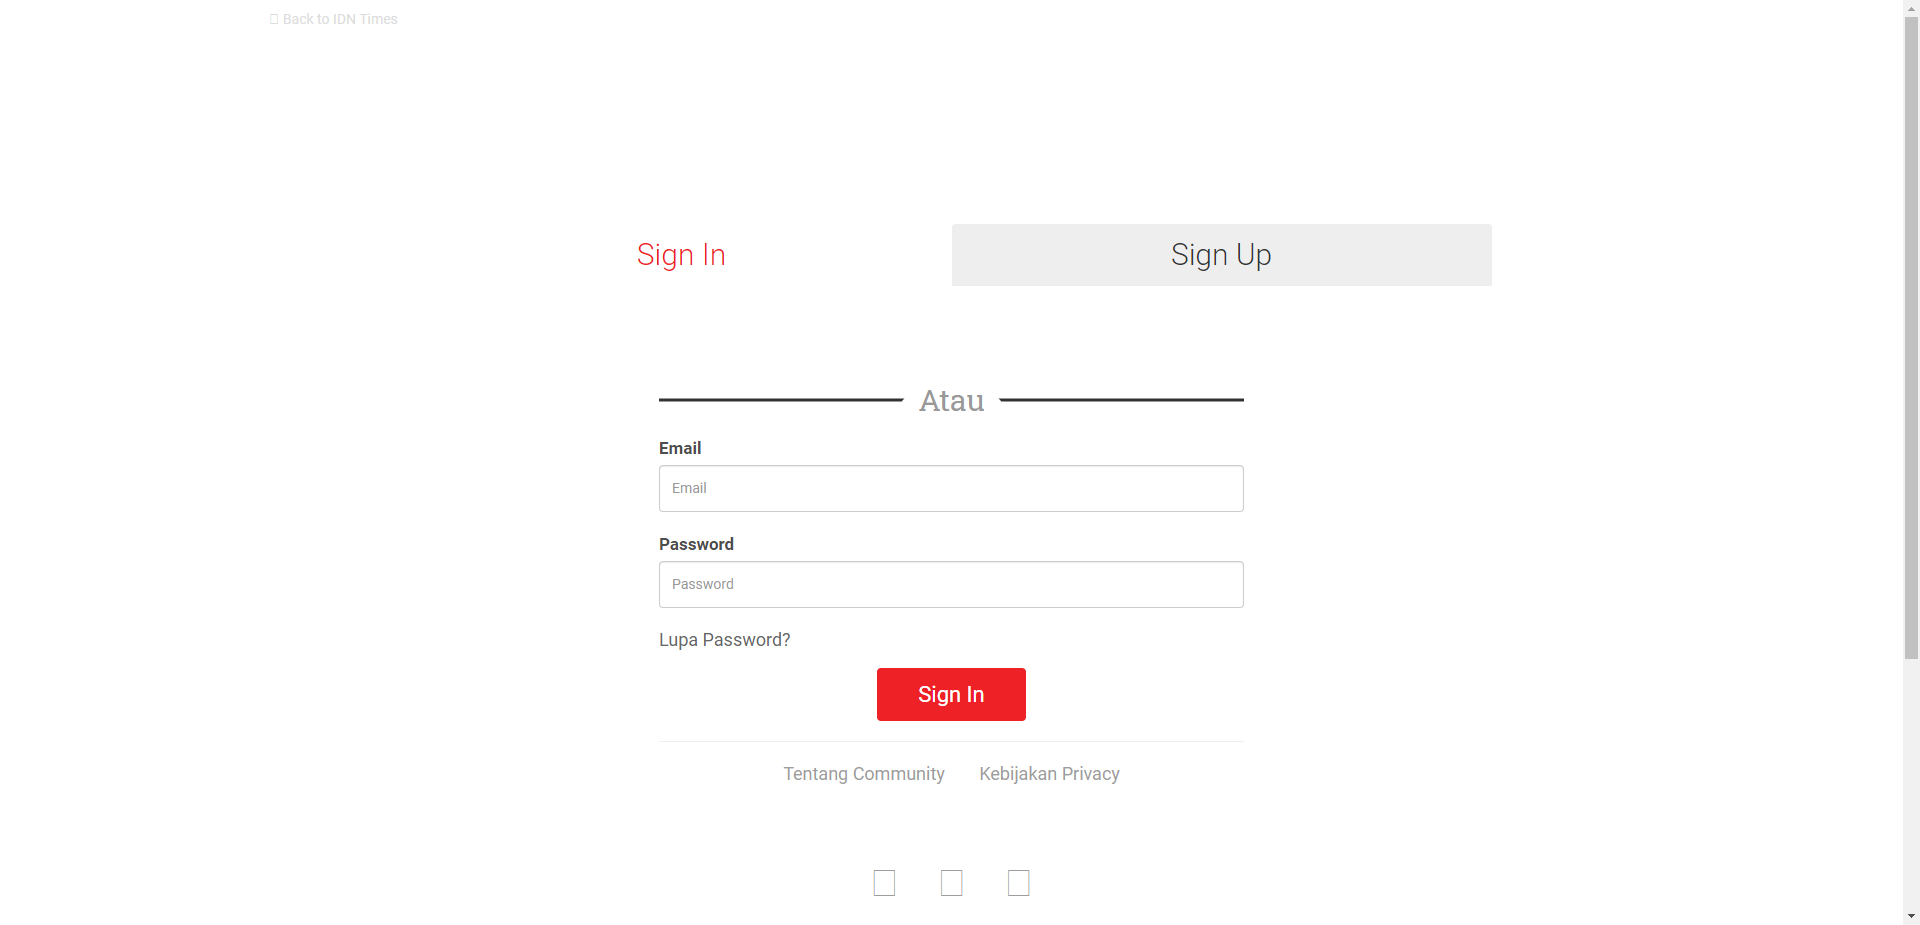 Back to IDN Times
Sign In
Sign Up
Atau
Email
Email
Password
Password
Lupa Password?
Sign In
Tentang Community Kebijakan Privacy